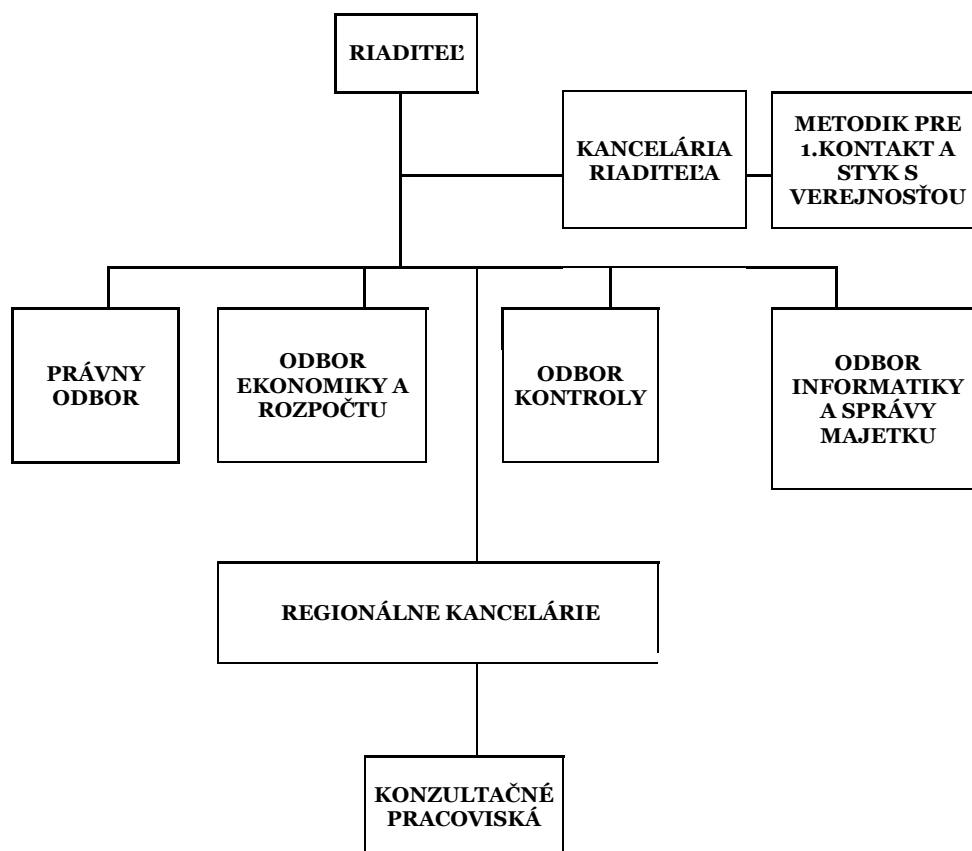 RIADITEĽ
KANCELÁRIA
RIADITEĽA
METODIK PRE
1.KONTAKT A
STYK S
VEREJNOSŤOU
PRÁVNY
ODBOR
ODBOR
EKONOMIKY A
ROZPOČTU
ODBOR
KONTROLY
ODBOR
INFORMATIKY
A SPRÁVY
MAJETKU
REGIONÁLNE KANCELÁRIE
KONZULTAČNÉ
PRACOVISKÁ